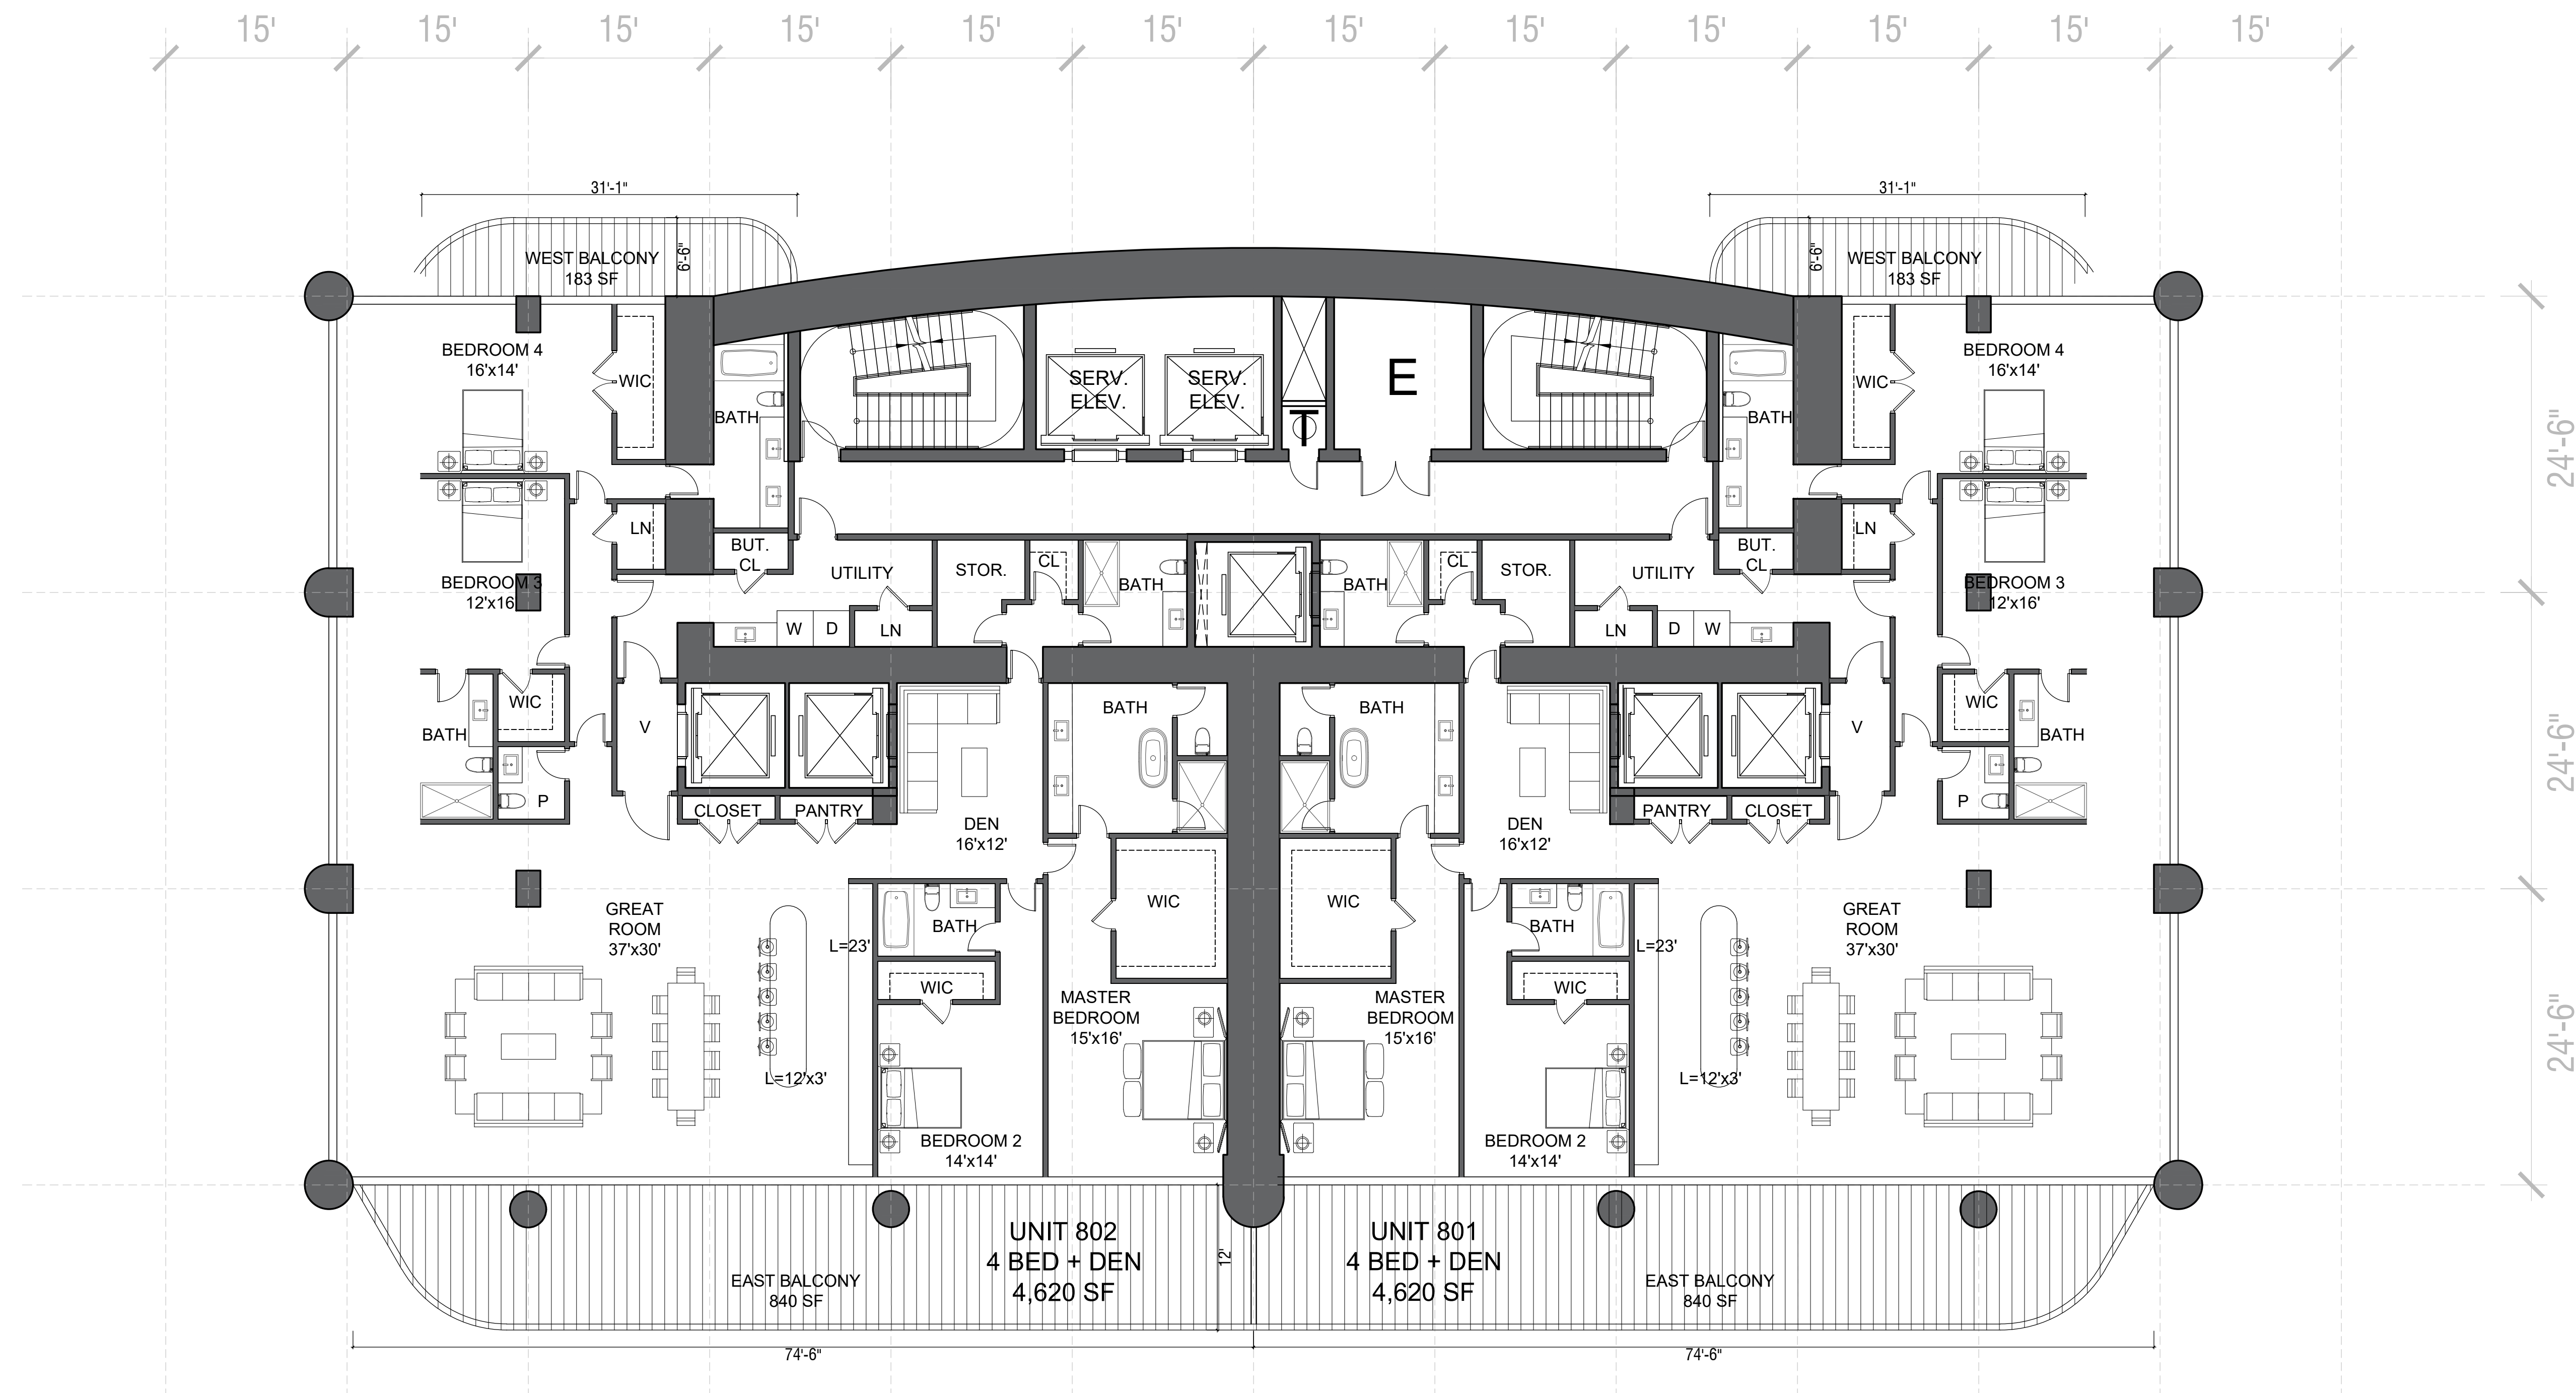 15' 15' 15' 15' 15' 15' 15' 15' 15' 15' 15' 15'
31'-1" 31'-1"
6'-6" 6'-6"
WEST BALCONY
183 SF
WEST BALCONY
183 SF
BEDROOM 4
16'x14'
WIC
BATH
SERV.
ELEV.
SERV.
ELEV.
T
E
BATH
WIC
BEDROOM 4
16'x14'
24'-6"
LN
BUT.
CL
UTILITY
STOR.
CL
BATH
BATH
CL
STOR.
UTILITY
BUT.
CL
LN
BEDROOM 3
12'x16'
W D
LN
LN
D W
BEDROOM 3
12'x16'
WIC
BATH
V
P
CLOSET
PANTRY
DEN
16'x12'
BATH
BATH
DEN
16'x12'
PANTRY
CLOSET
V
WIC
BATH
P
24'-6"
GREAT
ROOM
37'x30'
L=23'
L=12'x3'
BATH
WIC
WIC
WIC
BATH
WIC
L=23'
L=12'x3'
GREAT
ROOM
37'x30'
MASTER
BEDROOM
15'x16'
MASTER
BEDROOM
15'x16'
24'-6"
BEDROOM 2
14'x14'
BEDROOM 2
14'x14'
UNIT 802
4 BED + DEN
4,620 SF
12'
UNIT 801
4 BED + DEN
4,620 SF
EAST BALCONY
840 SF
EAST BALCONY
840 SF
74'-6" 74'-6"